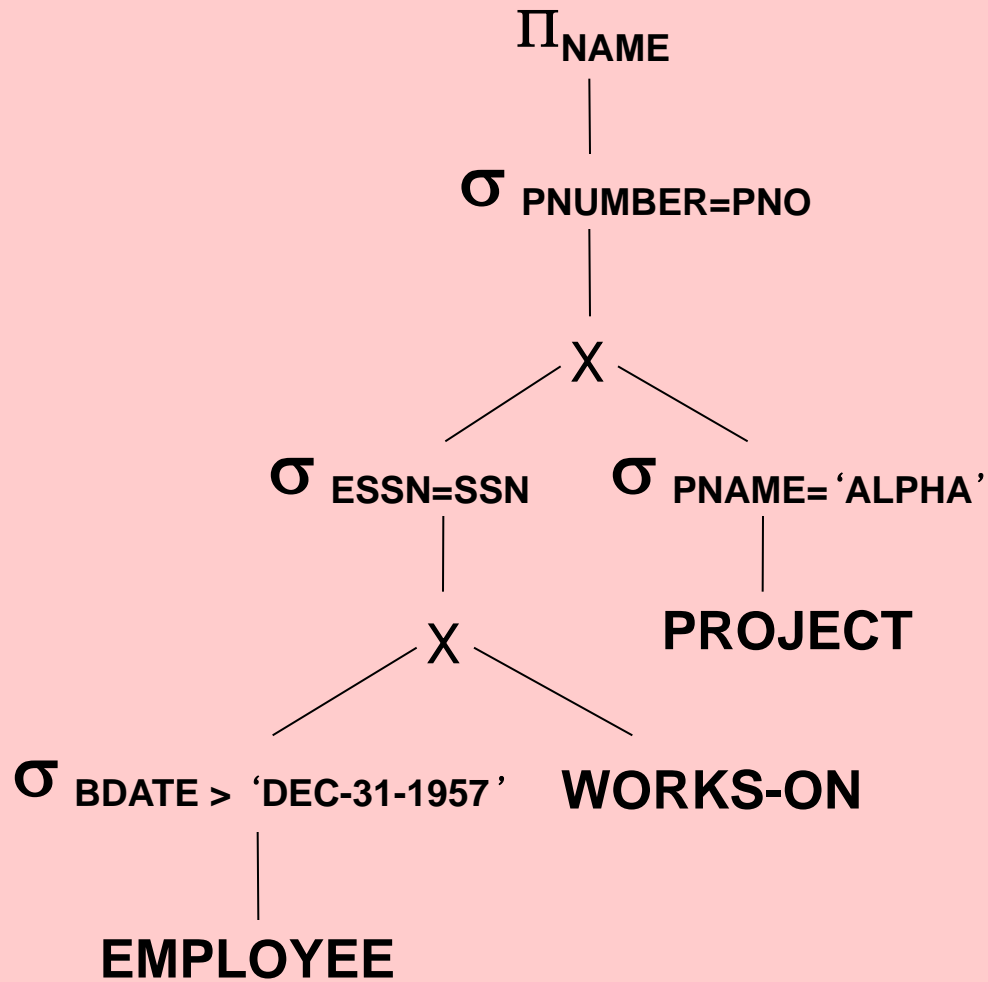 Π NAME
σ PNUMBER=PNO
X
σ ESSN=SSN σ PNAME= ‘ALPHA’
PROJECT
X
σ BDATE > ‘DEC-31-1957’ WORKS-ON
EMPLOYEE